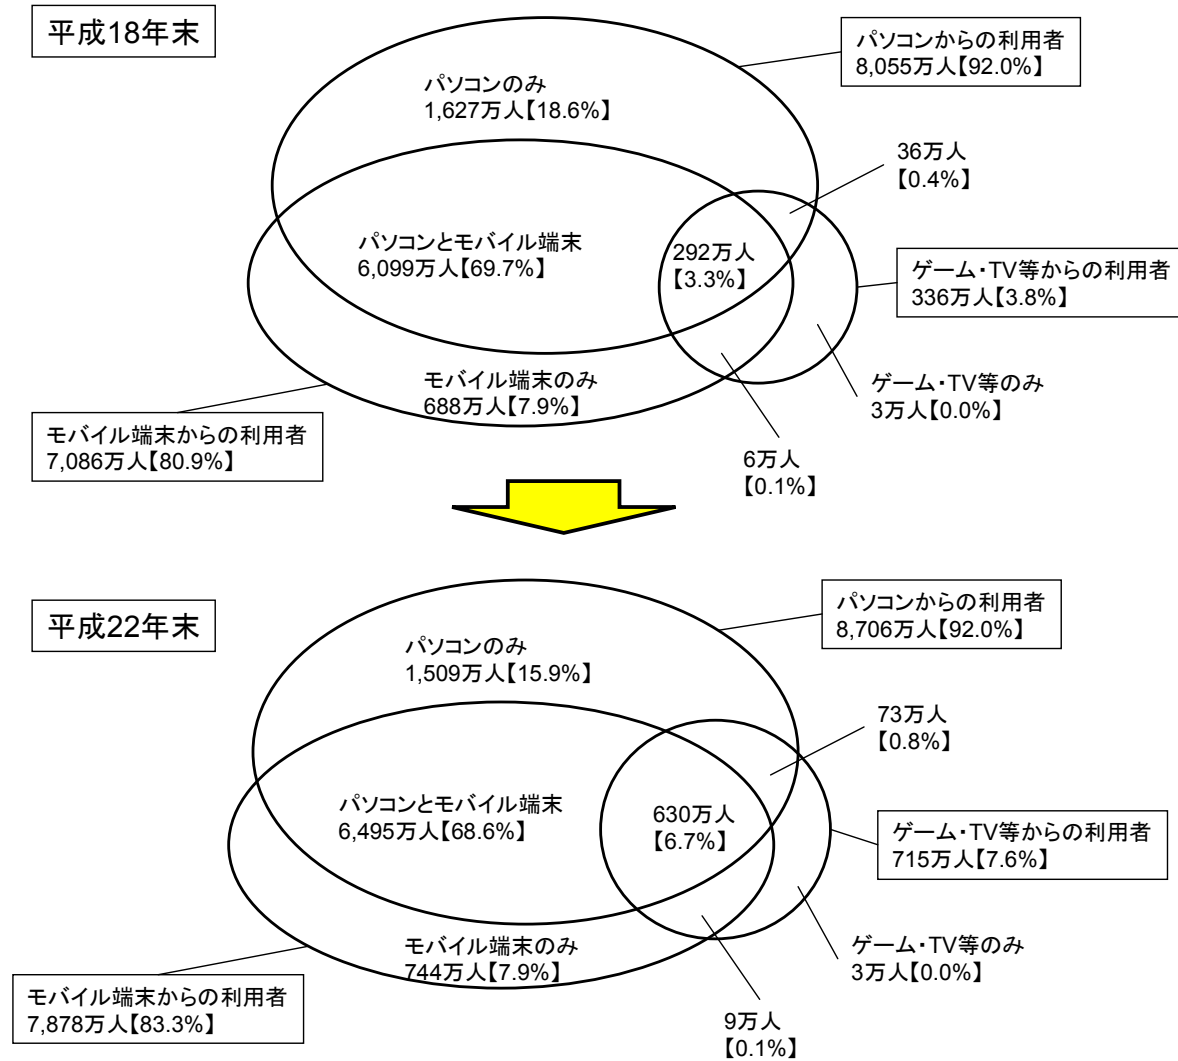 平成18年末
パソコンからの利用者
8,055万人【92.0%】
パソコンのみ
1,627万人【18.6%】
36万人
【0.4%】
パソコンとモバイル端末
6,099万人【69.7%】
292万人
【3.3%】
ゲーム・TV等からの利用者
336万人【3.8%】
モバイル端末のみ
688万人【7.9%】
ゲーム・TV等のみ
3万人【0.0%】
モバイル端末からの利用者
7,086万人【80.9%】
6万人
【0.1%】
平成22年末
パソコンからの利用者
8,706万人【92.0%】
パソコンのみ
1,509万人【15.9%】
73万人
【0.8%】
パソコンとモバイル端末
6,495万人【68.6%】
630万人
【6.7%】
ゲーム・TV等からの利用者
715万人【7.6%】
モバイル端末のみ
744万人【7.9%】
ゲーム・TV等のみ
3万人【0.0%】
モバイル端末からの利用者
7,878万人【83.3%】
9万人
【0.1%】